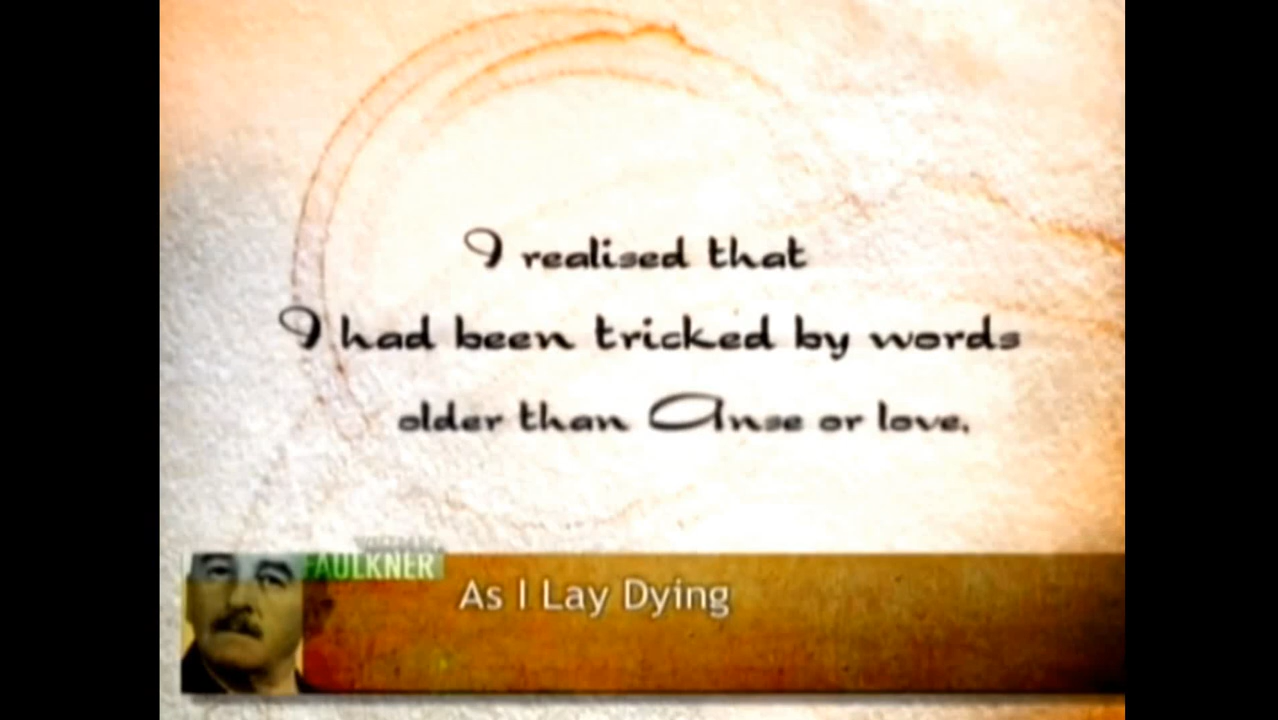 I realised that
I had been tricked by words
older than Anse or love.
FAULKNER
As I Lay Dying